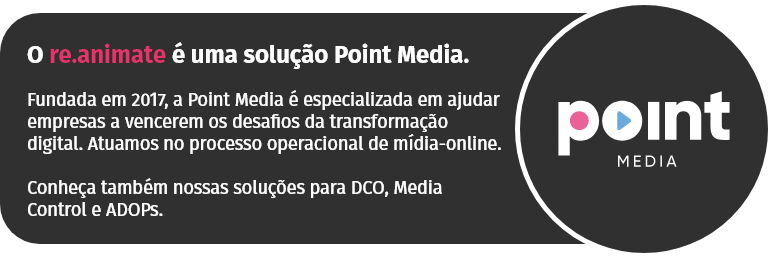 O re.animate é uma solução Point Media.
Fundada em 2017, a Point Media é especializada em ajudar
empresas a vencerem os desafios da transformação
digital. Atuamos no processo operacional de mídia-online.
Conheça também nossas soluções para DCO, Media
Control e ADOPs.
point
MEDIA